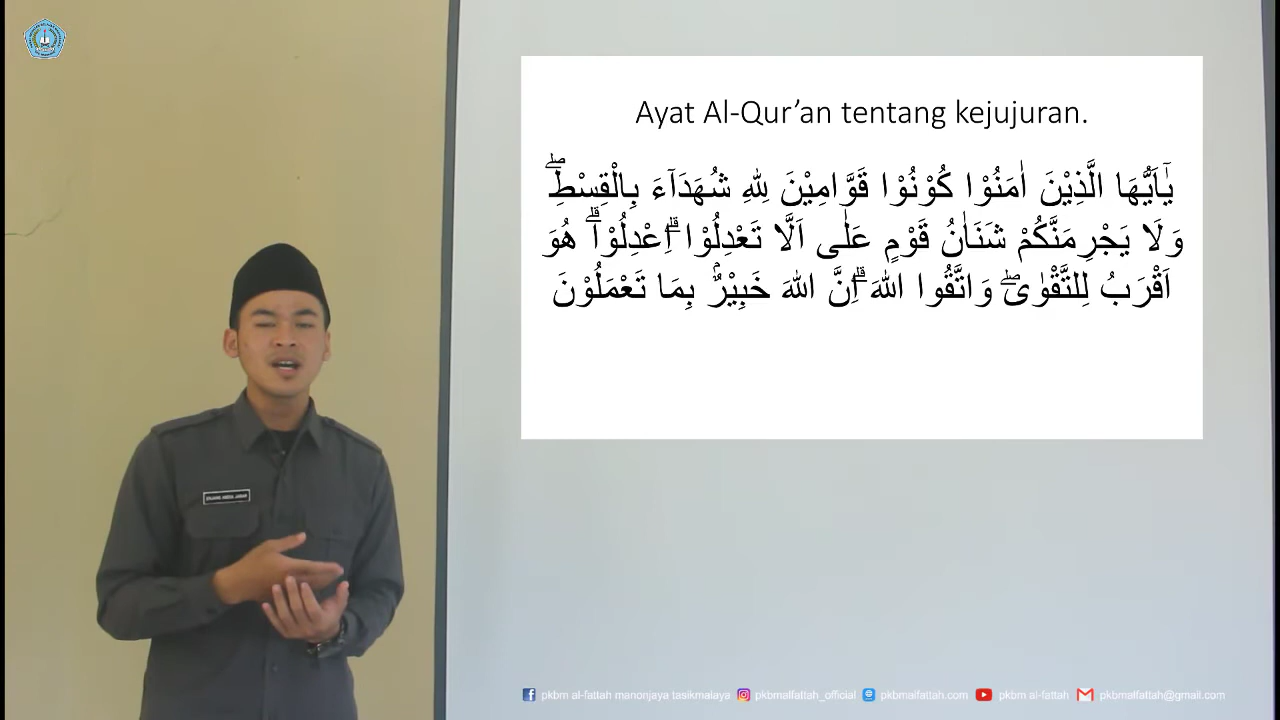 Ayat Al-Qur’an tentang kejujuran.
يٰٓاَيُّهَا الَّذِيْنَ اٰمَنُوْا كُوْنُوْا قَوَّامِيْنَ لِلّٰهِ شُهَدَاۤءَ بِالْقِسْطِۖ
وَلَا يَجْرِمَنَّكُمْ شَنَاٰنُ قَوْمٍ عَلٰٓى اَلَّا تَعْدِلُوْا ۗاِعْدِلُوْاۗ هُوَ
اَقْرَبُ لِلتَّقْوٰىۖ وَاتَّقُوا اللّٰهَ ۗاِنَّ اللّٰهَ خَبِيْرٌۢ بِمَا تَعْمَلُوْنَ
pkbm al-fattah manonjaya tasikmalaya pkbmalfattah_official pkbmalfattah.com pkbm al-fattah pkbmalfattah@gmail.com